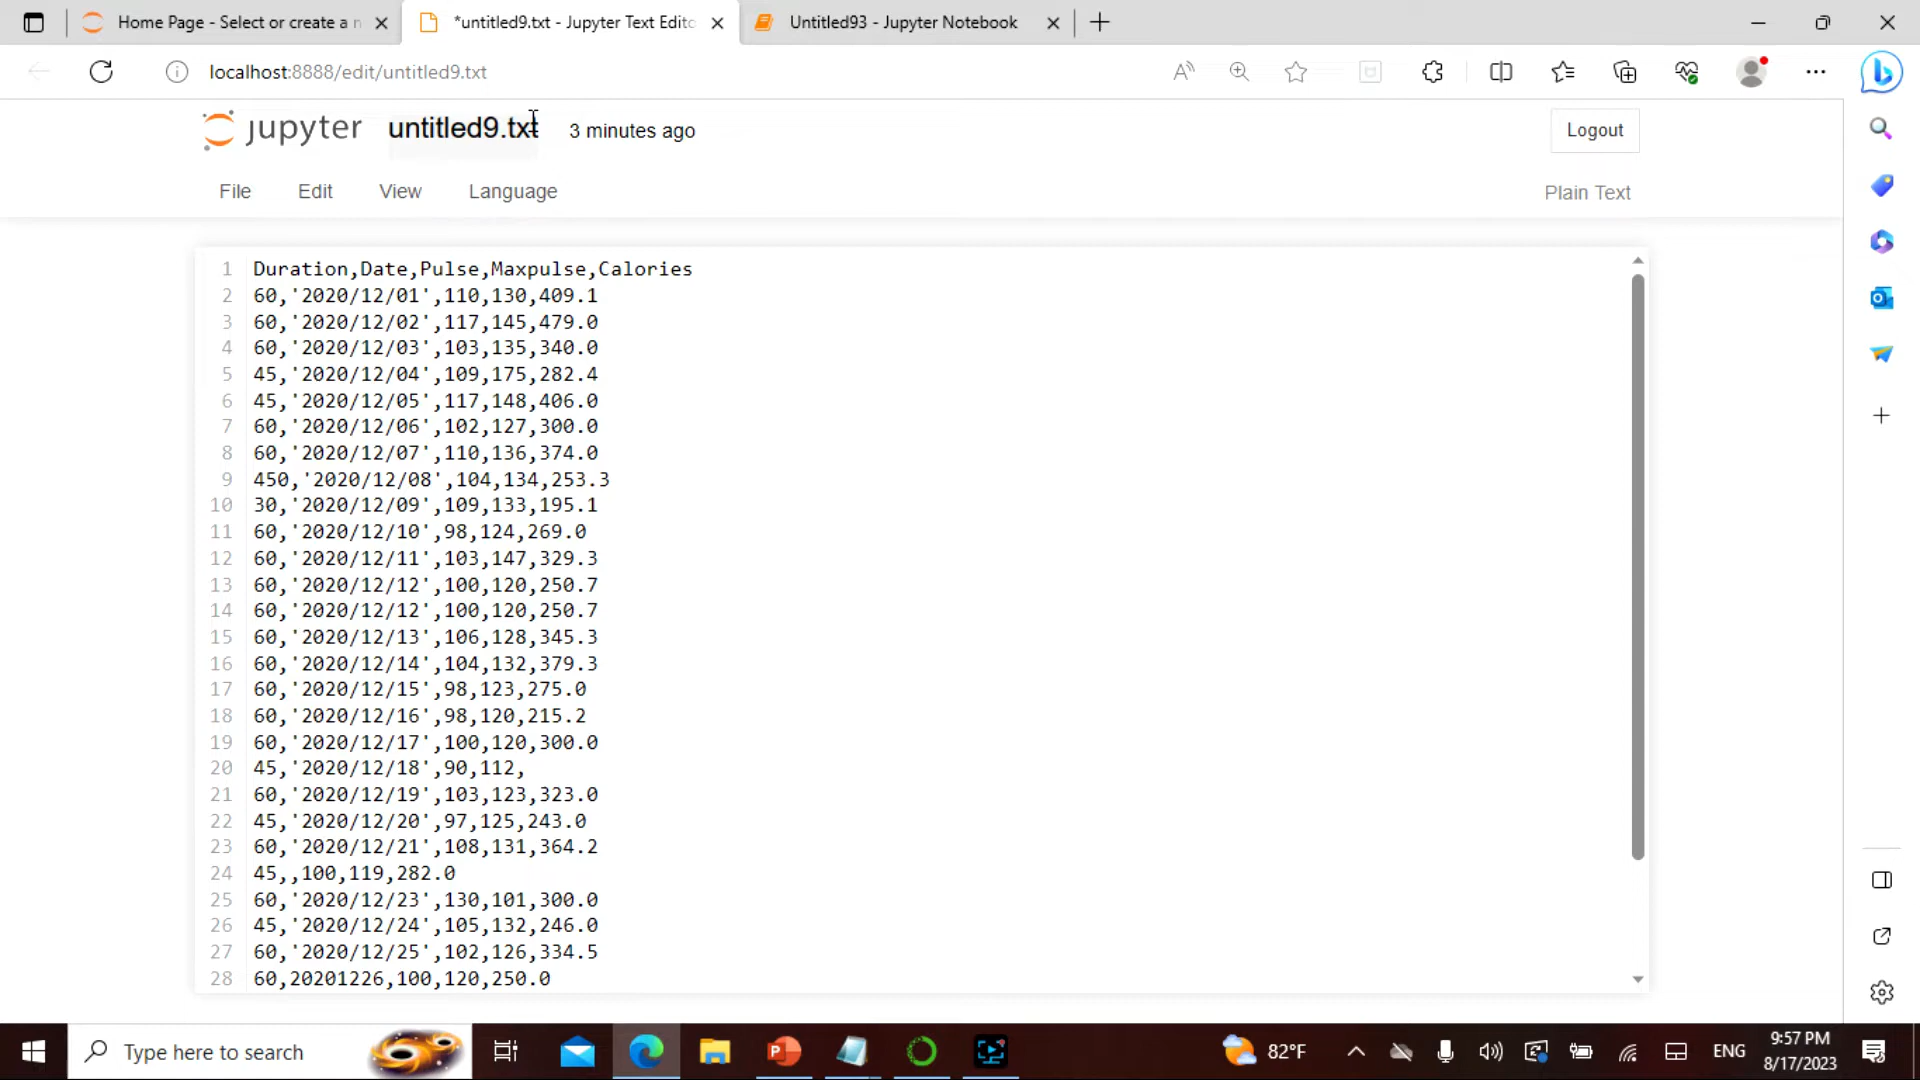 Home Page - Select or create a n
*untitled9.txt - Jupyter Text Edito
Untitled93 - Jupyter Notebook
localhost:8888/edit/untitled9.txt
jupyter untitled9.txt 3 minutes ago
Logout
File Edit View Language
Plain Text
1 Duration,Date,Pulse,Maxpulse,Calories
2 60,'2020/12/01',110,130,409.1
3 60,'2020/12/02',117,145,479.0
4 60,'2020/12/03',103,135,340.0
5 45,'2020/12/04',109,175,282.4
6 45,'2020/12/05',117,148,406.0
7 60,'2020/12/06',102,127,300.0
8 60,'2020/12/07',110,136,374.0
9 450,'2020/12/08',104,134,253.3
10 30,'2020/12/09',109,133,195.1
11 60,'2020/12/10',98,124,269.0
12 60,'2020/12/11',103,147,329.3
13 60,'2020/12/12',100,120,250.7
14 60,'2020/12/12',100,120,250.7
15 60,'2020/12/13',106,128,345.3
16 60,'2020/12/14',104,132,379.3
17 60,'2020/12/15',98,123,275.0
18 60,'2020/12/16',98,120,215.2
19 60,'2020/12/17',100,120,300.0
20 45,'2020/12/18',90,112,
21 60,'2020/12/19',103,123,323.0
22 45,'2020/12/20',97,125,243.0
23 60,'2020/12/21',108,131,364.2
24 45,,100,119,282.0
25 60,'2020/12/23',130,101,300.0
26 45,'2020/12/24',105,132,246.0
27 60,'2020/12/25',102,126,334.5
28 60,20201226,100,120,250.0
Type here to search
82°F
ENG
9:57 PM
8/17/2023